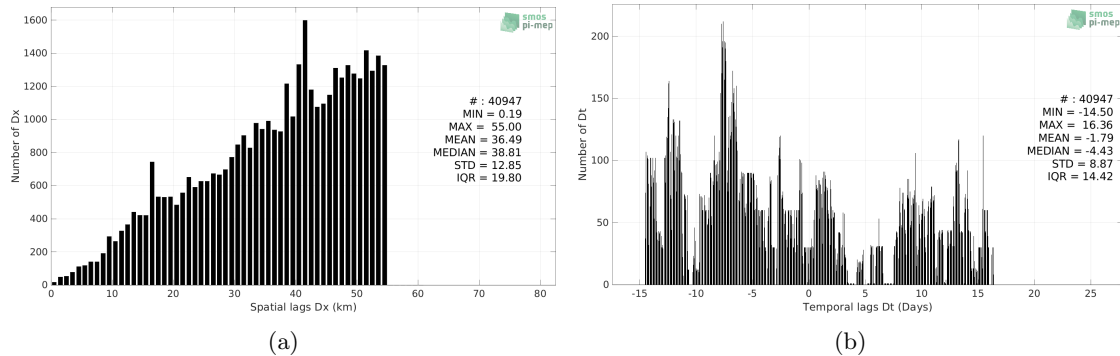 smos
pi-mep
1600
1400
1200
1000
800
600
400
200
0
Number of Dx
# : 40947
MIN = 0.19
MAX = 55.00
MEAN = 36.49
MEDIAN = 38.81
STD = 12.85
IQR = 19.80
0 10 20 30 40 50 60 70 80
Spatial lags Dx (km)
(a)
smos
pi-mep
200
150
100
50
0
Number of Dt
# : 40947
MIN = -14.50
MAX = 16.36
MEAN = -1.79
MEDIAN = -4.43
STD = 8.87
IQR = 14.42
-15 -10 -5 0 5 10 15 20 25
Temporal lags Dt (Days)
(b)